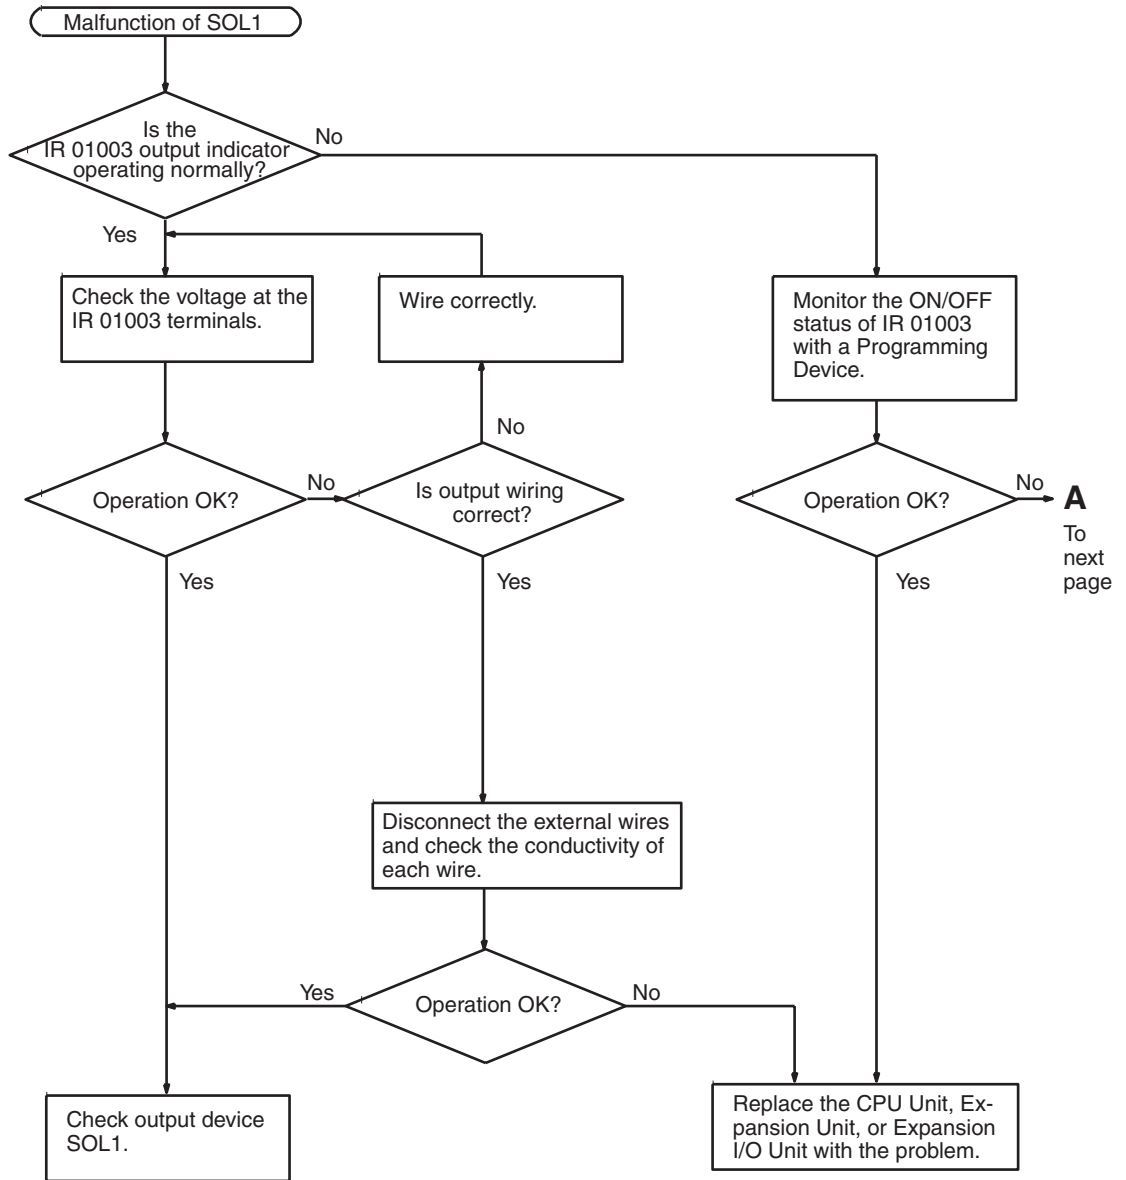 Malfunction of SOL1
Is the
IR 01003 output indicator
operating normally?
No
Yes
Check the voltage at the
IR 01003 terminals.
Wire correctly.
Monitor the ON/OFF
status of IR 01003
with a Programming
Device.
No
Operation OK?
No
Is output wiring
correct?
Operation OK?
No
A
To
next
page
Yes
Yes
Yes
Disconnect the external wires
and check the conductivity of
each wire.
Yes
Operation OK?
No
Check output device
SOL1.
Replace the CPU Unit, Ex-
pansion Unit, or Expansion
I/O Unit with the problem.